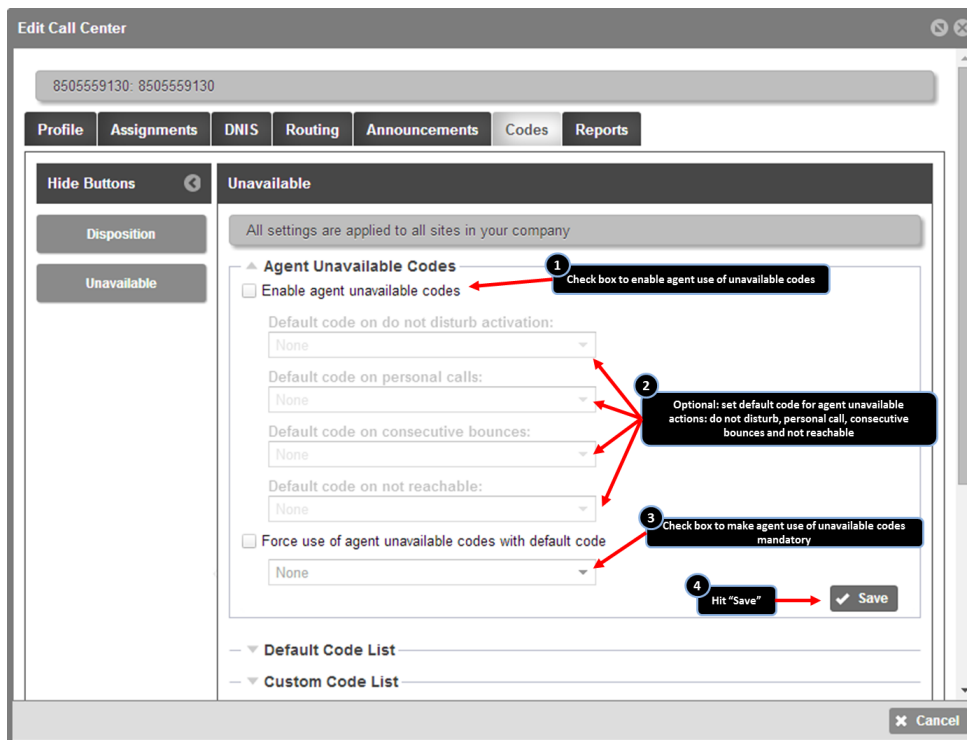 Edit Call Center
8505559130: 8505559130
Profile Assignments DNIS Routing Announcements Codes Reports
Hide Buttons
Disposition
Unavailable
Unavailable
All settings are applied to all sites in your company
Agent Unavailable Codes
1
Check box to enable agent use of unavailable codes
Enable agent unavailable codes
Default code on do not disturb activation:
None
Default code on personal calls:
None
2
Optional: set default code for agent unavailable
actions: do not disturb, personal call, consecutive
bounces and not reachable
Default code on consecutive bounces:
None
Default code on not reachable:
None
3
Check box to make agent use of unavailable codes
mandatory
Force use of agent unavailable codes with default code
None
4
Hit “Save”
Save
Default Code List
Custom Code List
Cancel